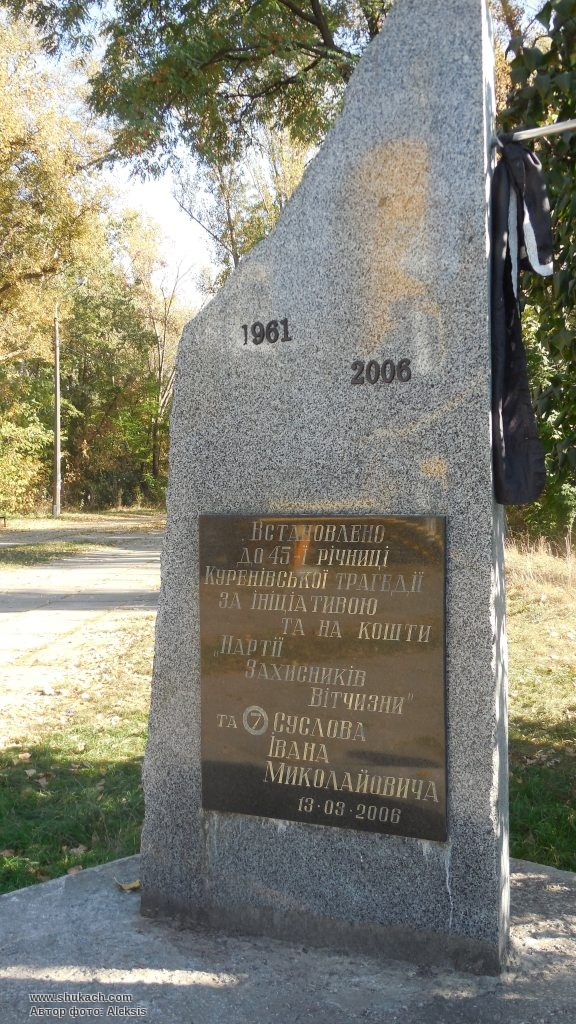 1961
2006
ВСТАНОВЛЕНО
ДО 45 Ї РІЧНИЦІ
КУРЕНІВСЬКОЇ ТРАГЕДІЇ
ЗА ІНІЦІАТИВОЮ
ТА НА КОШТИ
„ПАРТІЇ
ЗАХИСНИКІВ
ВІТЧИЗНИ"
ТА 7 СУСЛОВА
ІВАНА
МИКОЛАЙОВИЧА
13·03·2006
www.shukach.com
Автор фото: Aleksis